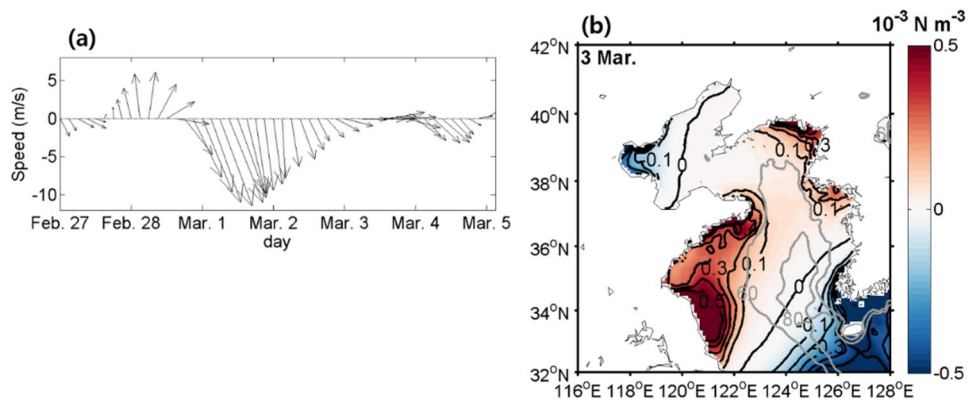 (a)
Speed (m/s)
5
0
-5
-10
Feb. 27 Feb. 28 Mar. 1 Mar. 2 Mar. 3 Mar. 4 Mar. 5
day
(b)
10⁻³ N m⁻³
3 Mar.
42°N
40°N
38°N
36°N
34°N
32°N
116°E 118°E 120°E 122°E 124°E 126°E 128°E
-0.1
0
0.1
0.3
0.1
0.3
0.1
0.5
60
0
80
-0.1
-0.3
0.5
0
-0.5